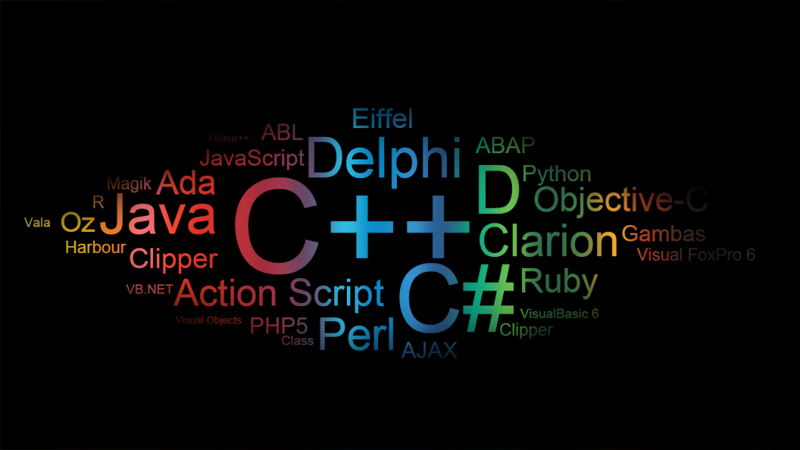 Eiffel
XBase++ ABL
JavaScript Delphi ABAP
Magik Ada C++ D Python
R Java Objective-C
Vala Oz Clarion Gambas
Harbour Clipper Visual FoxPro 6
VB.NET Action Script C# Ruby
Visual Objects PHP5 Perl VisualBasic 6
Class AJAX Clipper